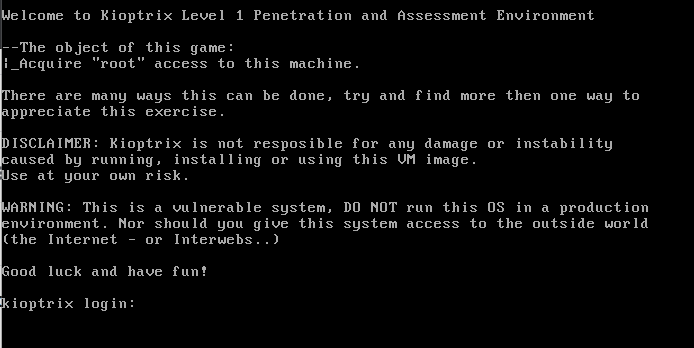 Welcome to Kioptrix Level 1 Penetration and Assessment Environment
--The object of this game:
|_Acquire "root" access to this machine.
There are many ways this can be done, try and find more then one way to
appreciate this exercise.
DISCLAIMER: Kioptrix is not resposible for any damage or instability
caused by running, installing or using this VM image.
Use at your own risk.
WARNING: This is a vulnerable system, DO NOT run this OS in a production
environment. Nor should you give this system access to the outside world
(the Internet - or Interwebs..)
Good luck and have fun!
kioptrix login: